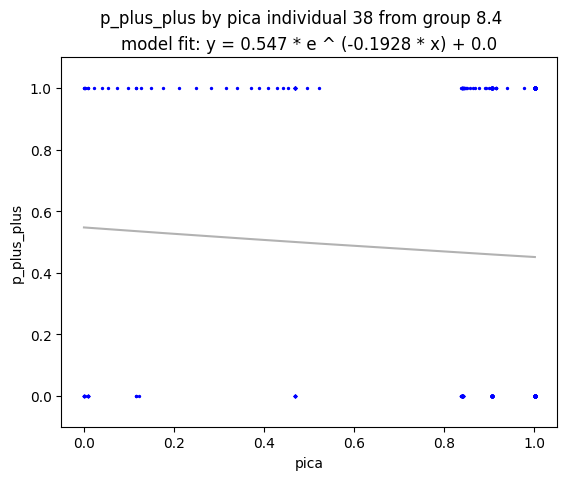 p_plus_plus by pica individual 38 from group 8.4
model fit: y = 0.547 * e ^ (-0.1928 * x) + 0.0
1.0
0.8
0.6
0.4
0.2
0.0
p_plus_plus
0.0 0.2 0.4 0.6 0.8 1.0
pica